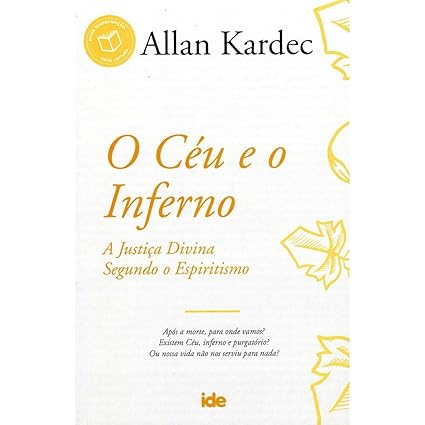 Allan Kardec
O Céu e o
Inferno
A Justiça Divina
Segundo o Espiritismo
Após a morte, para onde vamos?
Existem Céu, inferno e purgatório?
Ou nossa vida não nos serviu para nada?
ide